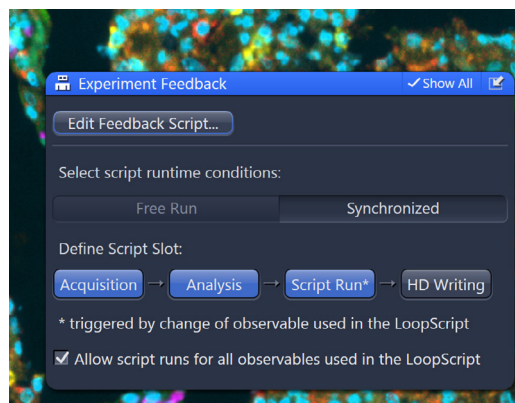 Experiment Feedback
Show All
Edit Feedback Script...
Select script runtime conditions:
Free Run Synchronized
Define Script Slot:
Acquisition → Analysis → Script Run* → HD Writing
* triggered by change of observable used in the LoopScript
Allow script runs for all observables used in the LoopScript